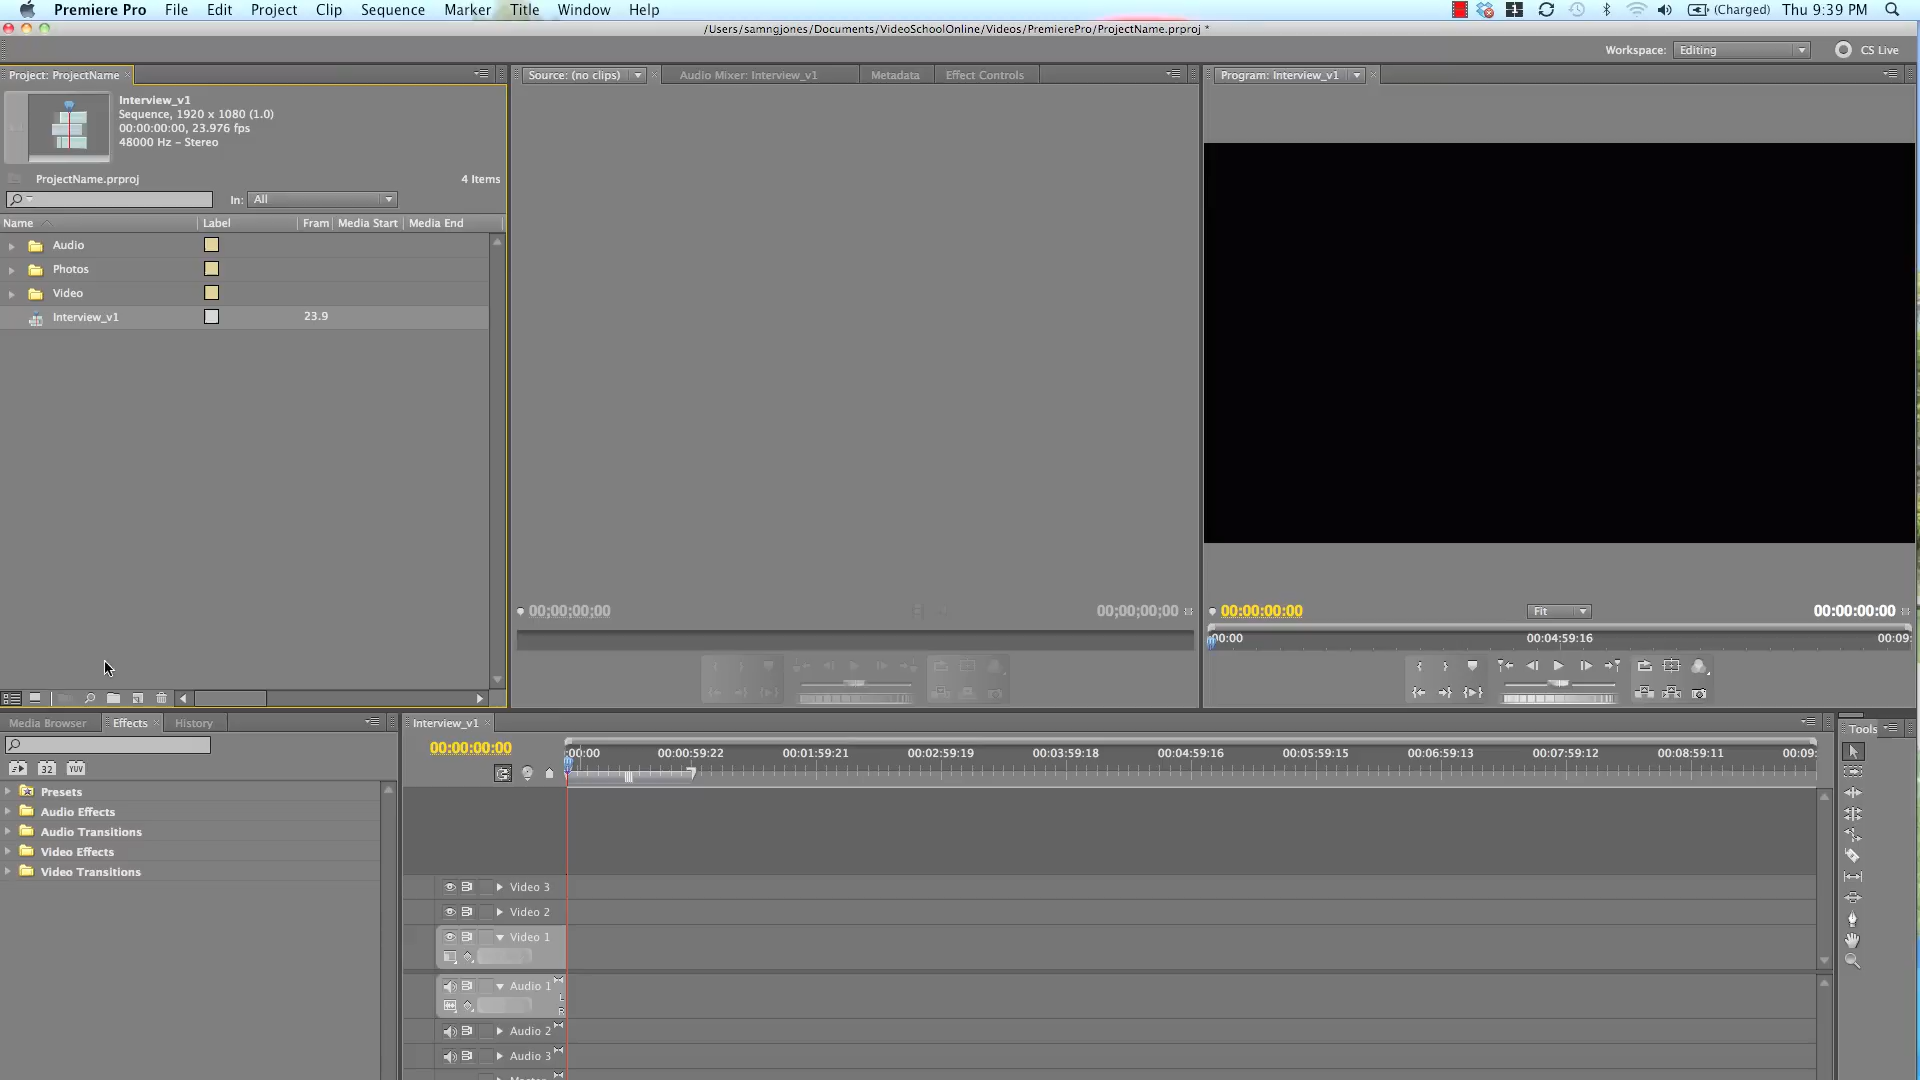 Premiere Pro File Edit Project Clip Sequence Marker Title Window Help (Charged) Thu 9:39 PM
/Users/samngjones/Documents/VideoSchoolOnline/Videos/PremierePro/ProjectName.prproj *
Workspace: Editing CS Live
Project: ProjectName
Source: (no clips) Audio Mixer: Interview_v1 Metadata Effect Controls
Program: Interview_v1
Interview_v1
Sequence, 1920 x 1080 (1.0)
00:00:00:00, 23.976 fps
48000 Hz - Stereo
ProjectName.prproj 4 Items
In: All
Name Label Fram Media Start Media End
Audio
Photos
Video
Interview_v1 23.9
00;00;00;00 00;00;00;00
00:00:00:00 Fit 00:00:00:00
00:00 00:04:59:16 00:09:
Media Browser Effects History
32 YUV
Presets
Audio Effects
Audio Transitions
Video Effects
Video Transitions
Interview_v1
00:00:00:00
:00:00 00:00:59:22 00:01:59:21 00:02:59:19 00:03:59:18 00:04:59:16 00:05:59:15 00:06:59:13 00:07:59:12 00:08:59:11 00:09:
Video 3
Video 2
Video 1
Audio 1
L
R
Audio 2
Audio 3
Tools